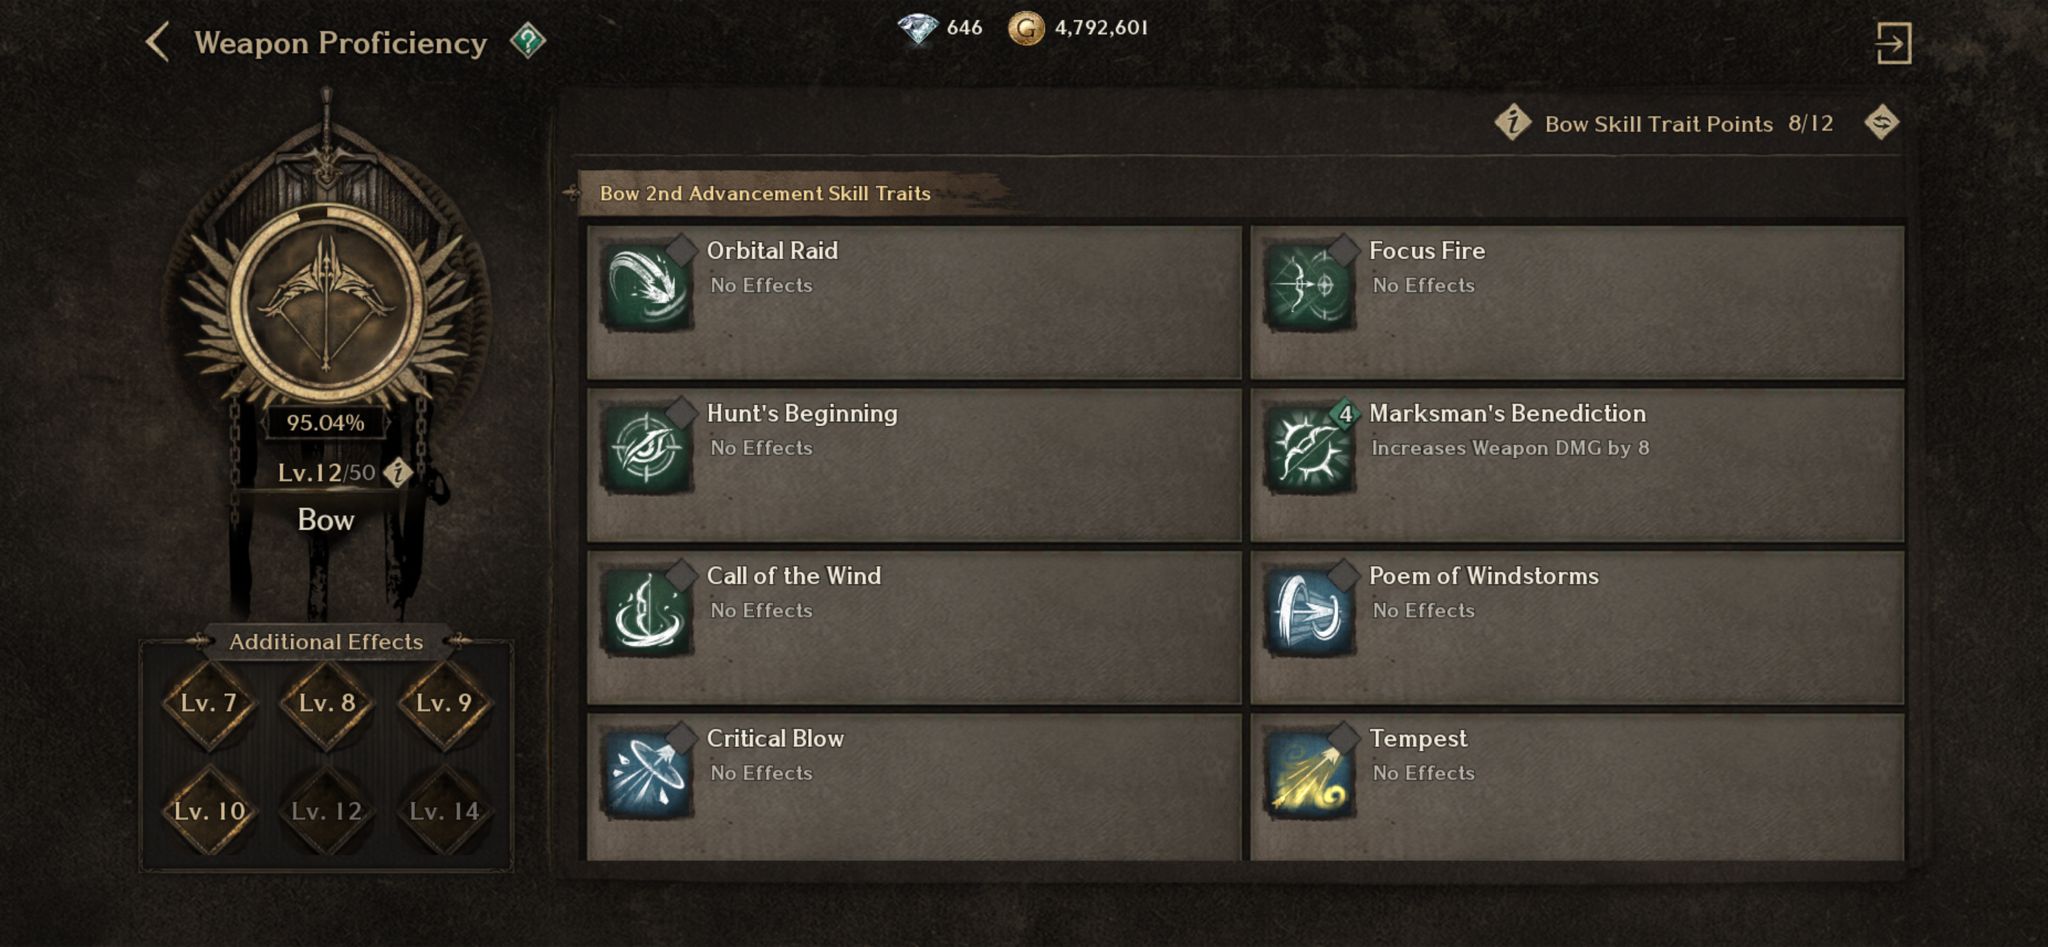 Weapon Proficiency
646
4,792,601
Bow Skill Trait Points 8/12
Bow 2nd Advancement Skill Traits
Orbital Raid
No Effects
Focus Fire
No Effects
Hunt's Beginning
No Effects
4
Marksman's Benediction
Increases Weapon DMG by 8
Call of the Wind
No Effects
Poem of Windstorms
No Effects
Critical Blow
No Effects
Tempest
No Effects
95.04%
Lv.12/50
Bow
Additional Effects
Lv. 7
Lv. 8
Lv. 9
Lv. 10
Lv. 12
Lv. 14